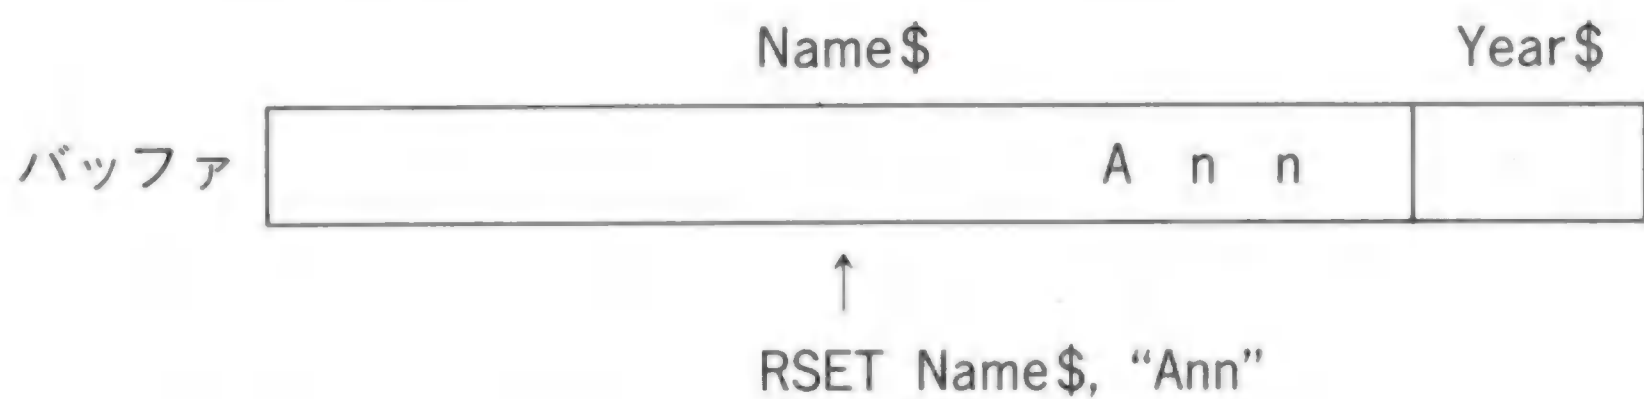 Name$ Year$
バッファ A n n
↑
RSET Name$, “Ann”